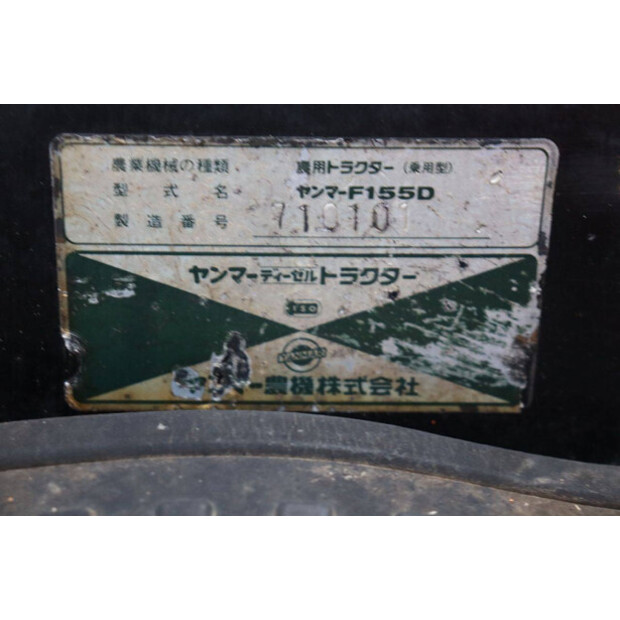 農業機械の種類 農用トラクター (乗用型)
型式名 ヤンマーF155D
製造番号 710101
ヤンマーディーゼルトラクター
YANMAR
ー農機株式会社